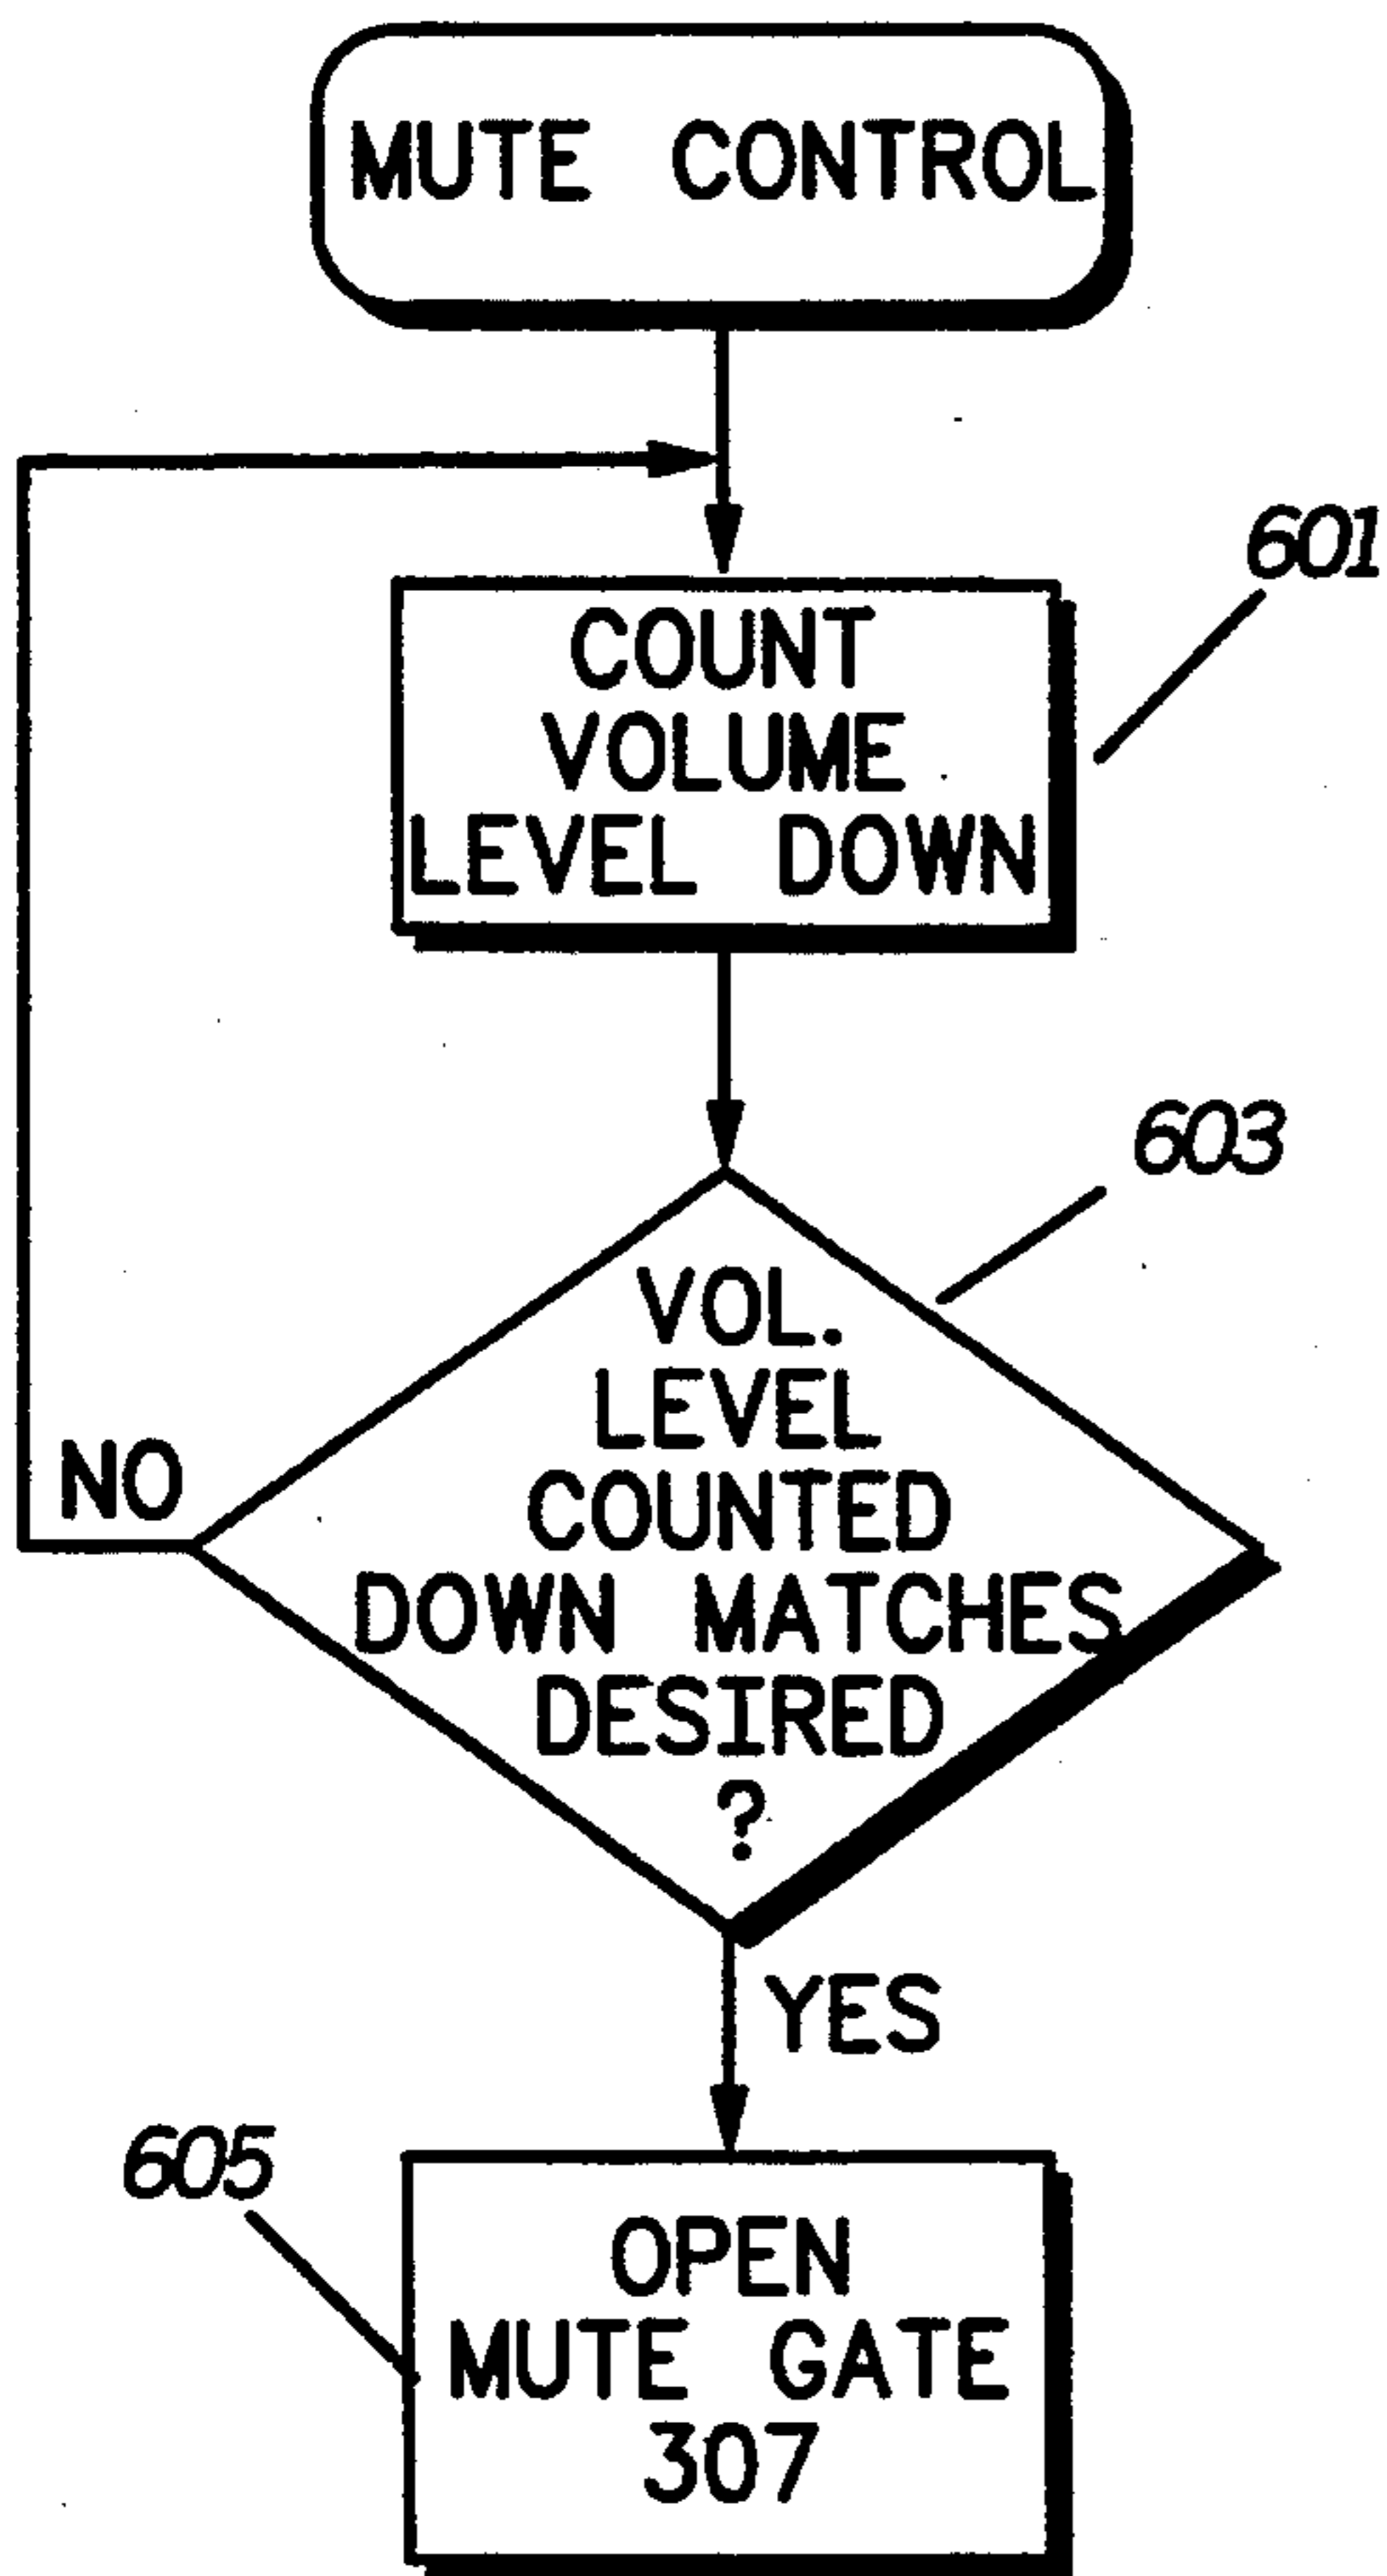 MUTE CONTROL
601
COUNT
VOLUME
LEVEL DOWN
603
VOL.
LEVEL
COUNTED
DOWN MATCHES
DESIRED
?
NO
YES
605
OPEN
MUTE GATE
307